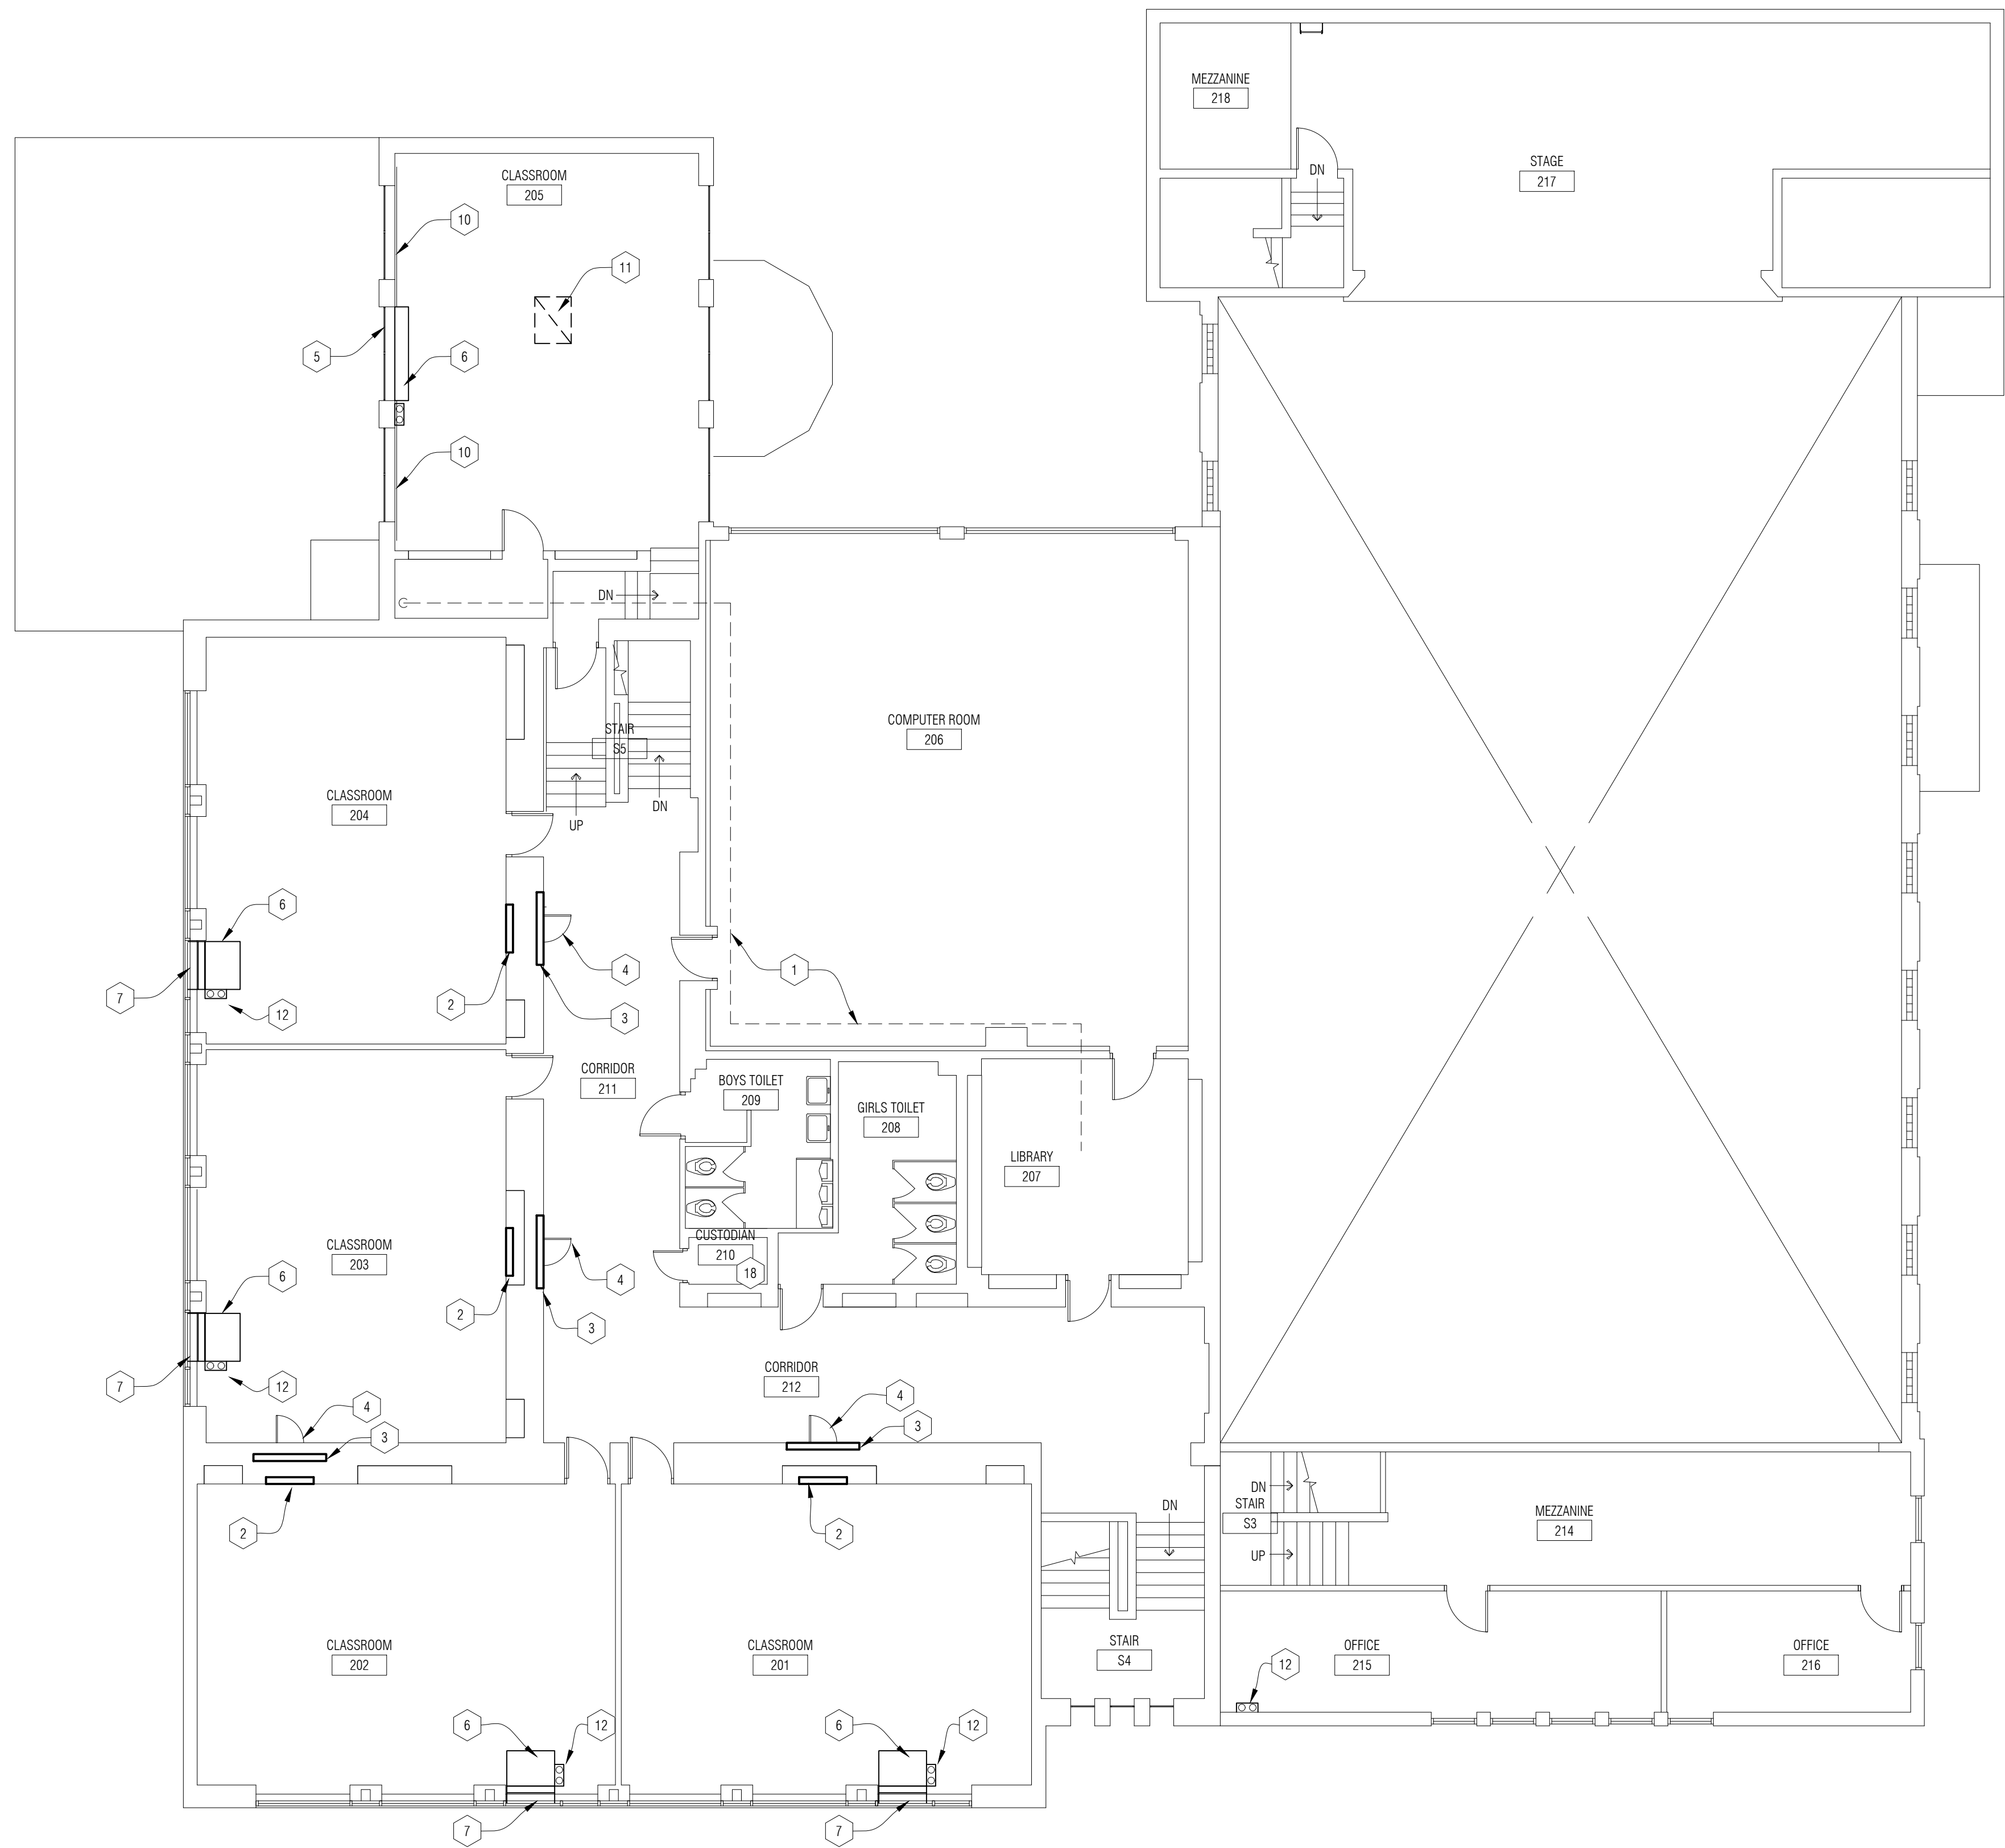 MEZZANINE
218
STAGE
217
DN
CLASSROOM
205
10
11
5
6
10
DN
COMPUTER ROOM
206
STAIR
S5
UP
DN
CLASSROOM
204
6
7
12
2
4
3
1
CORRIDOR
211
BOYS TOILET
209
GIRLS TOILET
208
LIBRARY
207
CUSTODIAN
210
18
CLASSROOM
203
6
7
12
2
4
3
4
3
2
CORRIDOR
212
4
3
2
DN
DN
STAIR
S3
UP
MEZZANINE
214
STAIR
S4
CLASSROOM
202
CLASSROOM
201
12
OFFICE
215
OFFICE
216
6
12
6
12
7
7